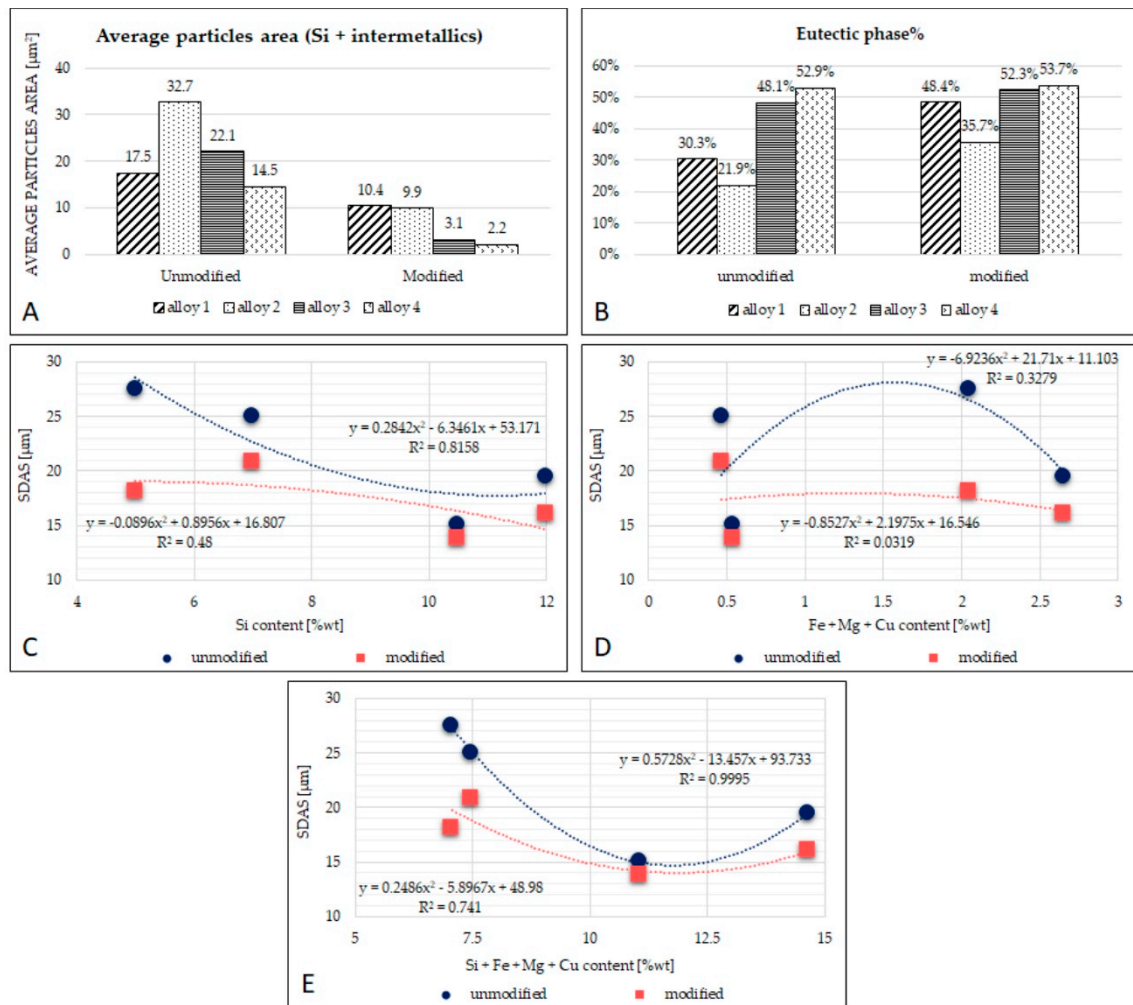 Average particles area (Si + intermetallics)
AVERAGE PARTICLES AREA [µm²]
40
30
20
10
0
17.5
32.7
22.1
14.5
10.4
9.9
3.1
2.2
Unmodified
Modified
alloy 1
alloy 2
alloy 3
alloy 4
A
Eutectic phase%
60%
50%
40%
30%
20%
10%
0%
30.3%
21.9%
48.1%
52.9%
48.4%
35.7%
52.3%
53.7%
unmodified
modified
alloy 1
alloy 2
alloy 3
alloy 4
B
SDAS [µm]
30
25
20
15
10
y = 0.2842x² - 6.3461x + 53.171
R² = 0.8158
y = -0.0896x² + 0.8956x + 16.807
R² = 0.48
4
6
8
10
12
Si content [%wt]
unmodified
modified
C
SDAS [µm]
30
25
20
15
10
y = -6.9236x² + 21.71x + 11.103
R² = 0.3279
y = -0.8527x² + 2.1975x + 16.546
R² = 0.0319
0
0.5
1
1.5
2
2.5
3
Fe + Mg + Cu content [%wt]
unmodified
modified
D
SDAS [µm]
30
25
20
15
10
y = 0.5728x² - 13.457x + 93.733
R² = 0.9995
y = 0.2486x² - 5.8967x + 48.98
R² = 0.741
5
7.5
10
12.5
15
Si + Fe + Mg + Cu content [%wt]
unmodified
modified
E